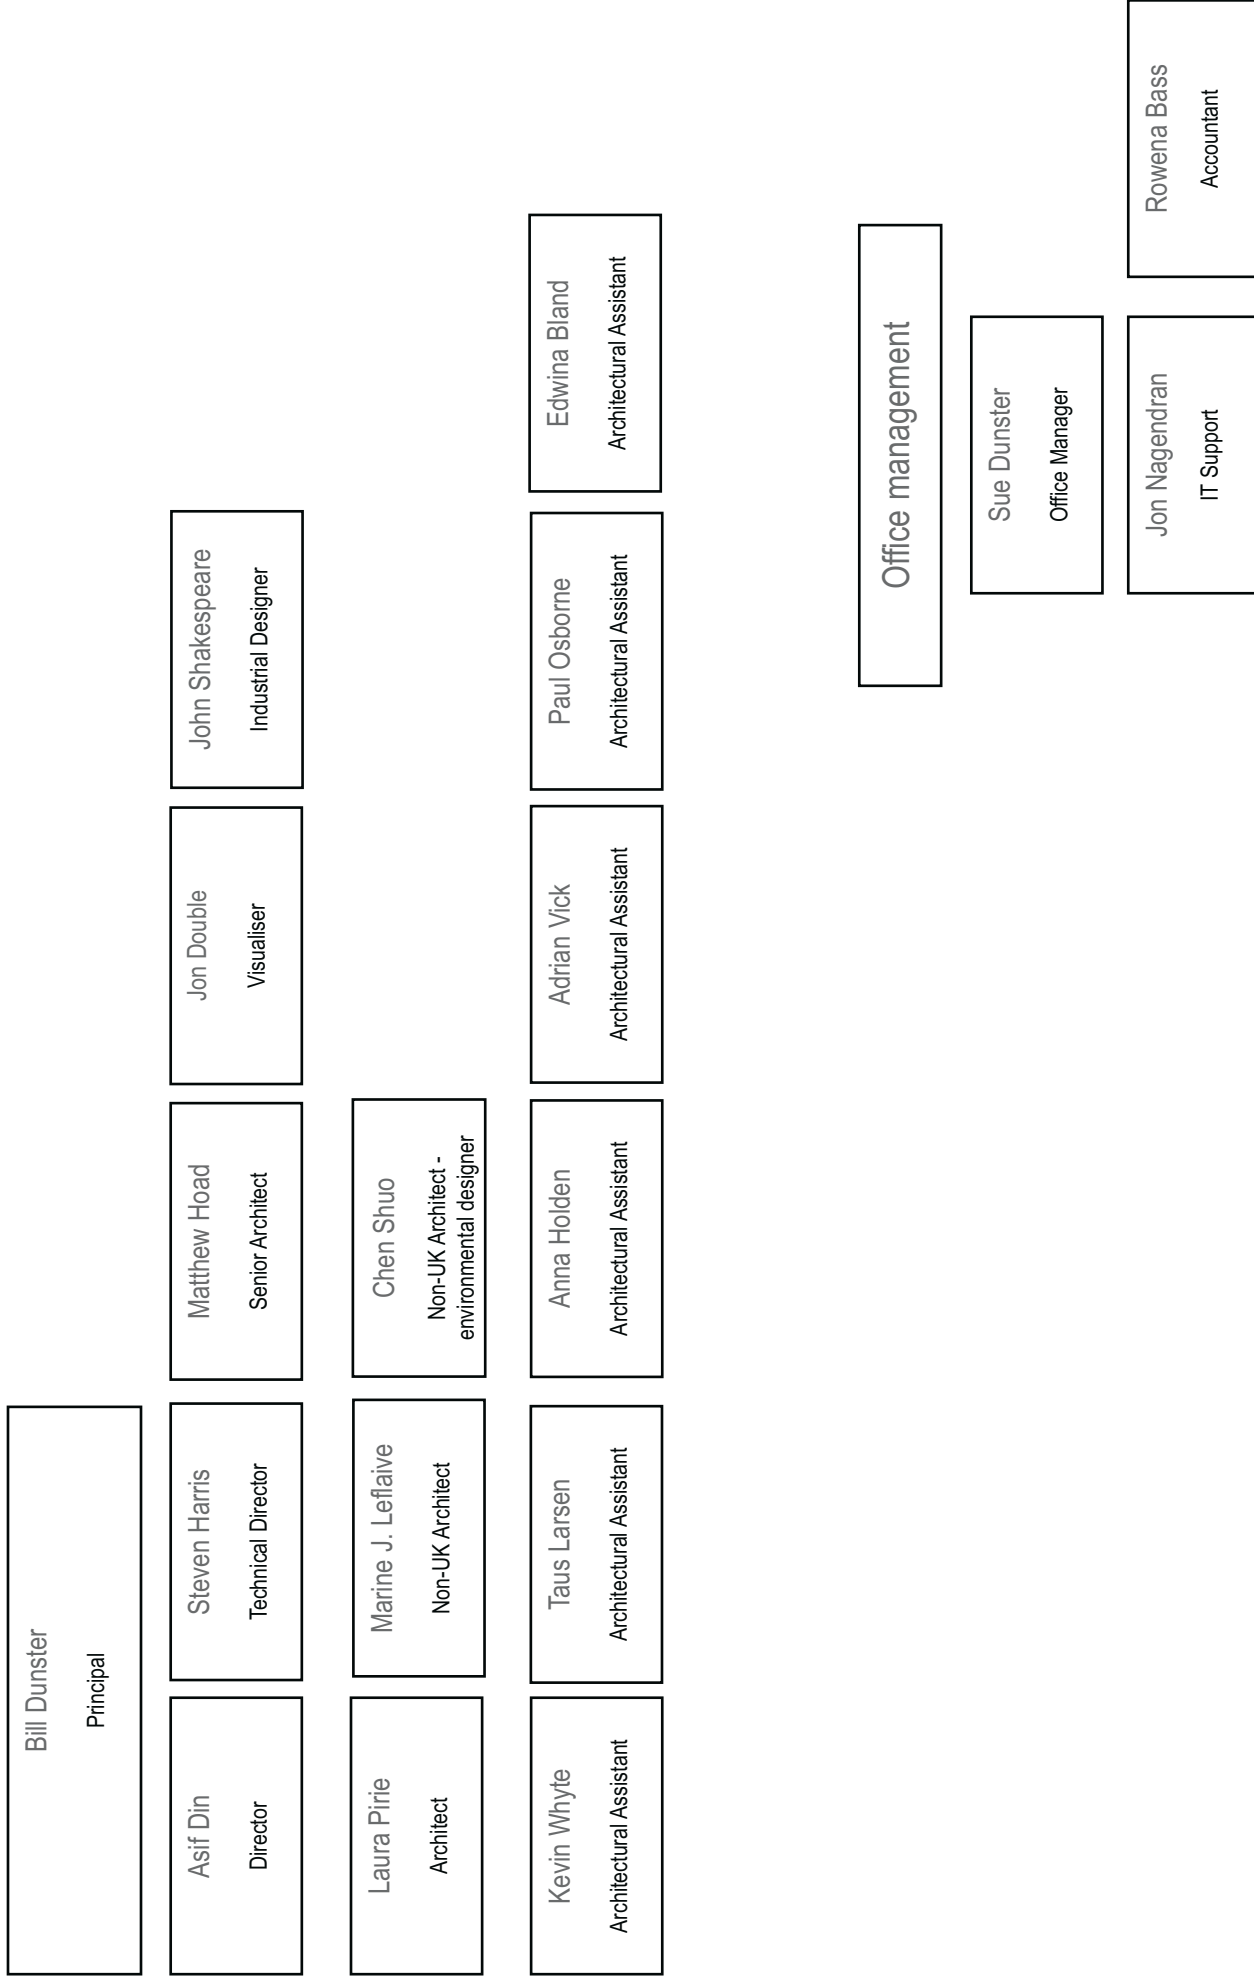 Bill Dunster
Principal
Asif Din
Director
Steven Harris
Technical Director
Matthew Hoad
Senior Architect
Jon Double
Visualiser
John Shakespeare
Industrial Designer
Laura Pirie
Architect
Marine J. Leflaive
Non-UK Architect
Chen Shuo
Non-UK Architect -
environmental designer
Kevin Whyte
Architectural Assistant
Taus Larsen
Architectural Assistant
Anna Holden
Architectural Assistant
Adrian Vick
Architectural Assistant
Paul Osborne
Architectural Assistant
Edwina Bland
Architectural Assistant
Office management
Sue Dunster
Office Manager
Jon Nagendran
IT Support
Rowena Bass
Accountant